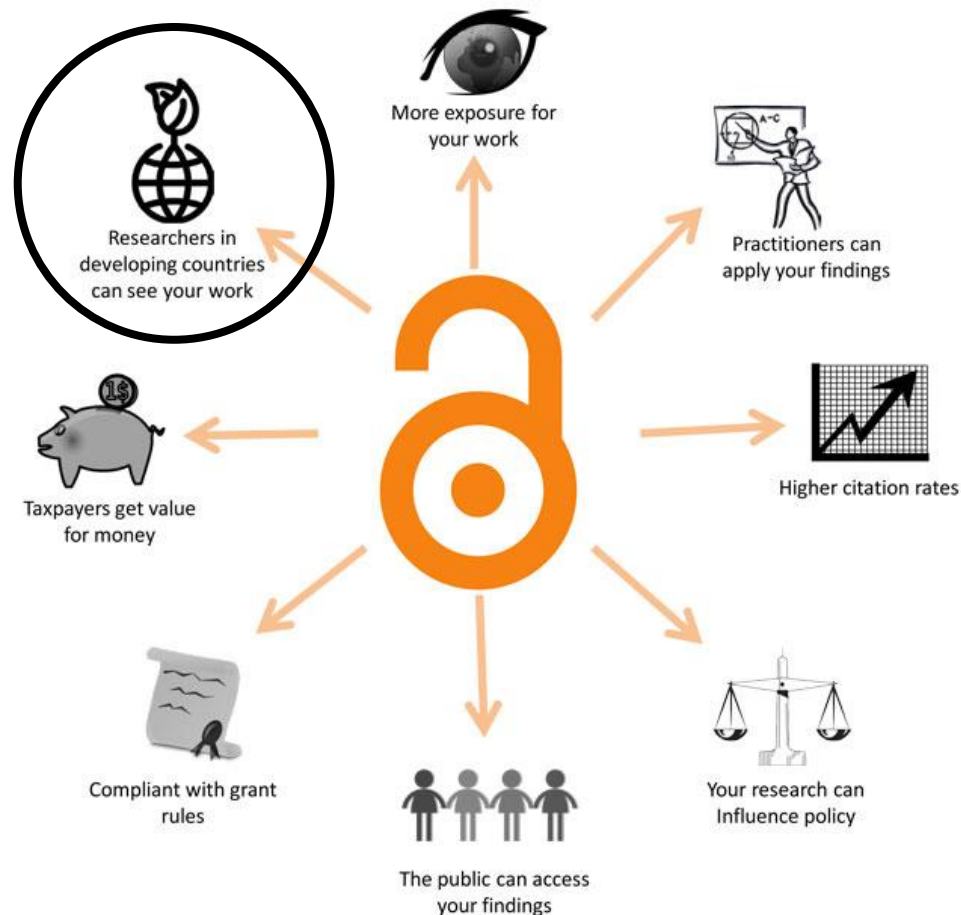 More exposure for
your work
Researchers in
developing countries
can see your work
A-C
Practitioners can
apply your findings
1$
Taxpayers get value
for money
Higher citation rates
Compliant with grant
rules
Your research can
Influence policy
The public can access
your findings